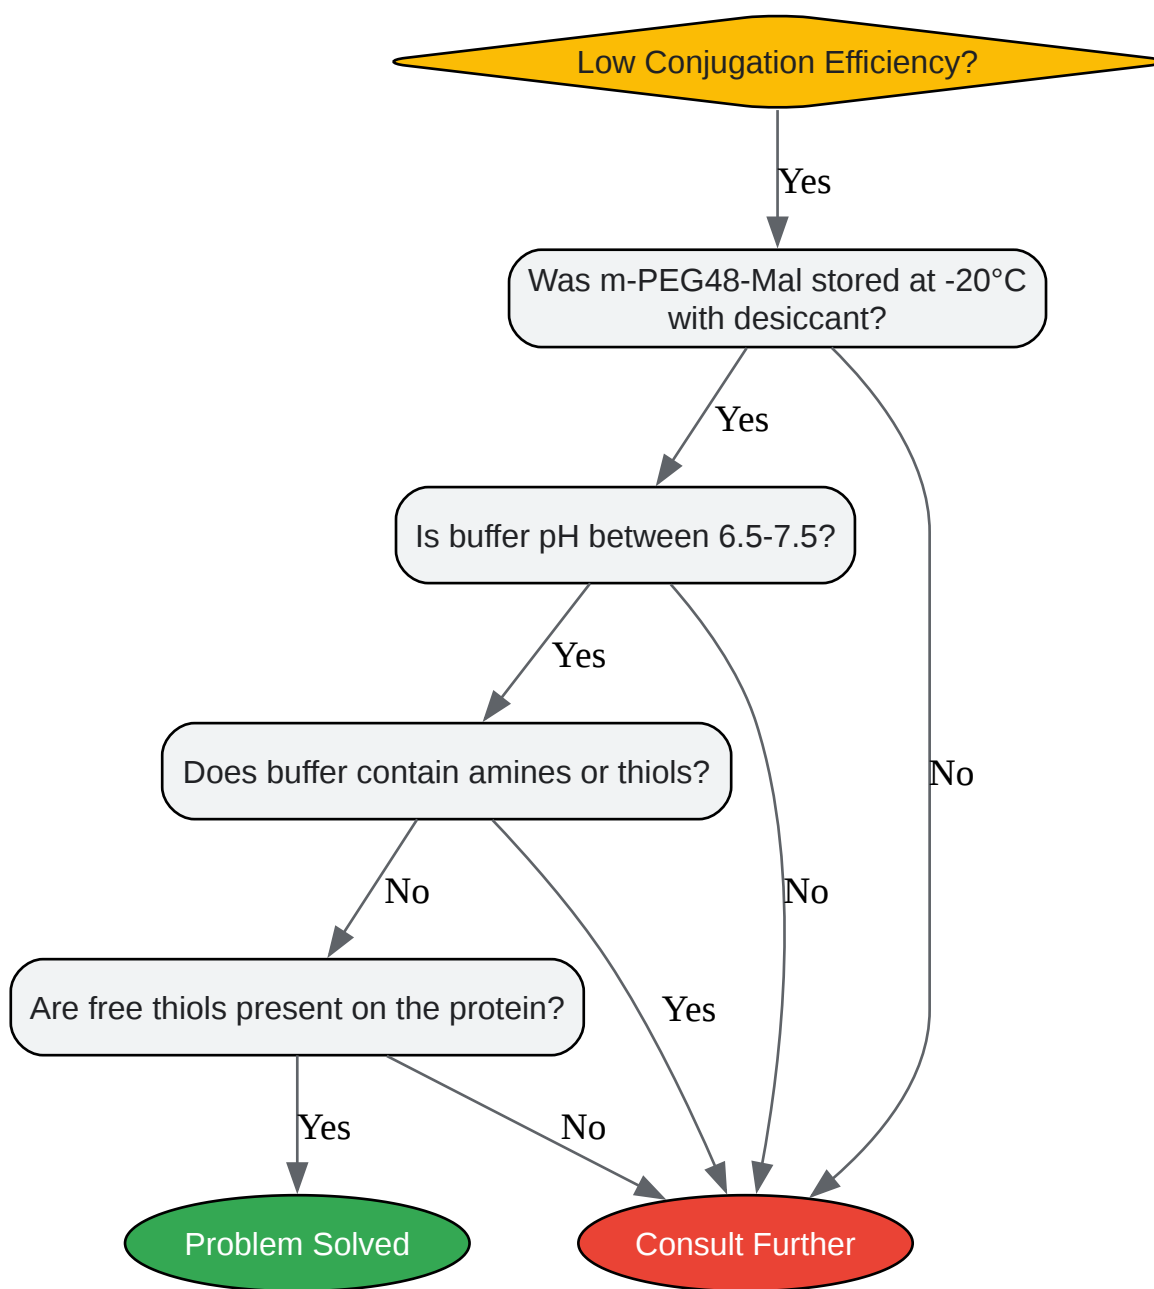 Low Conjugation Efficiency?
Yes
Was m-PEG48-Mal stored at -20°C
with desiccant?
Yes
Is buffer pH between 6.5-7.5?
Yes
Does buffer contain amines or thiols?
No
No
No
Are free thiols present on the protein?
Yes
Yes
No
Problem Solved
Consult Further